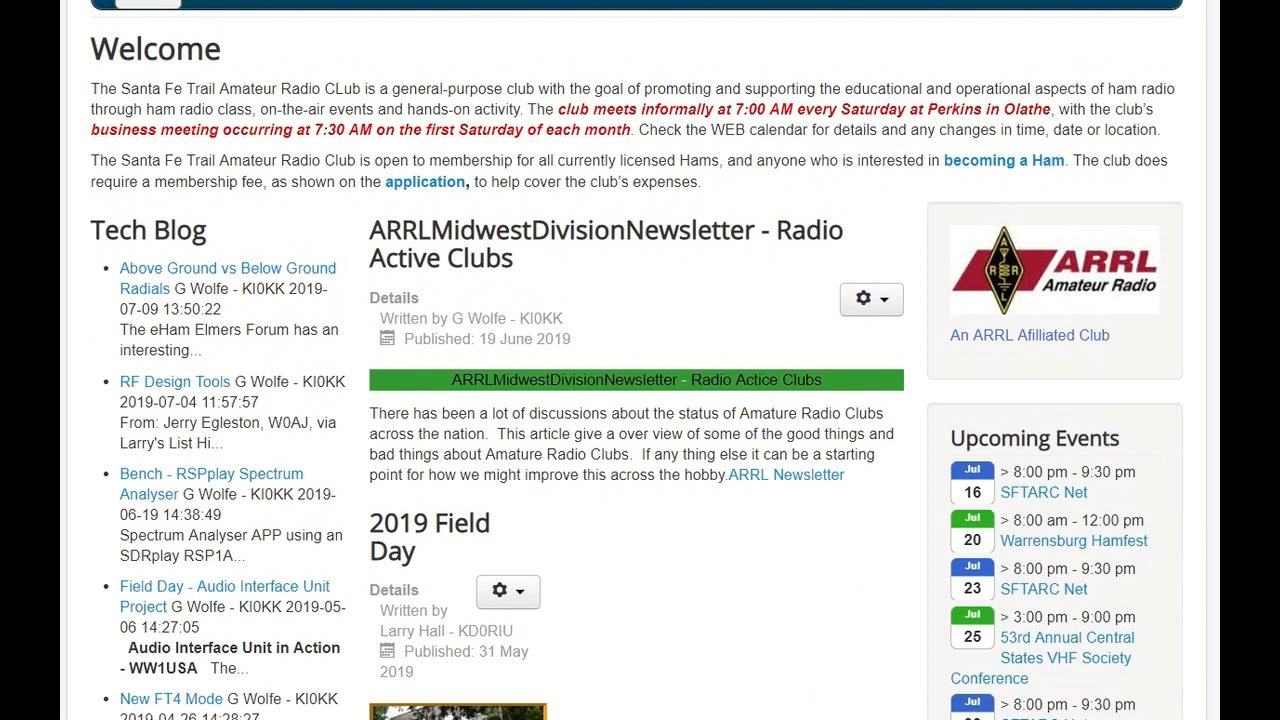 Welcome
The Santa Fe Trail Amateur Radio CLub is a general-purpose club with the goal of promoting and supporting the educational and operational aspects of ham radio
through ham radio class, on-the-air events and hands-on activity. The club meets informally at 7:00 AM every Saturday at Perkins in Olathe, with the club's
business meeting occurring at 7:30 AM on the first Saturday of each month. Check the WEB calendar for details and any changes in time, date or location.
The Santa Fe Trail Amateur Radio Club is open to membership for all currently licensed Hams, and anyone who is interested in becoming a Ham. The club does
require a membership fee, as shown on the application, to help cover the club's expenses.
Tech Blog
Above Ground vs Below Ground
Radials G Wolfe - KI0KK 2019-
07-09 13:50:22
The eHam Elmers Forum has an
interesting...
RF Design Tools G Wolfe - KI0KK
2019-07-04 11:57:57
From: Jerry Egleston, W0AJ, via
Larry's List Hi...
Bench - RSPplay Spectrum
Analyser G Wolfe - KI0KK 2019-
06-19 14:38:49
Spectrum Analyser APP using an
SDRplay RSP1A...
Field Day - Audio Interface Unit
Project G Wolfe - KI0KK 2019-05-
06 14:27:05
Audio Interface Unit in Action
- WW1USA The...
New FT4 Mode G Wolfe - KI0KK
2019-04-26 14:28:27
ARRLMidwestDivisionNewsletter - Radio
Active Clubs
Details
Written by G Wolfe - KI0KK
Published: 19 June 2019
ARRLMidwestDivisionNewsletter - Radio Actice Clubs
There has been a lot of discussions about the status of Amature Radio Clubs
across the nation. This article give a over view of some of the good things and
bad things about Amature Radio Clubs. If any thing else it can be a starting
point for how we might improve this across the hobby.ARRL Newsletter
2019 Field
Day
Details
Written by
Larry Hall - KD0RIU
Published: 31 May
2019
A
R R
L
ARRL
Amateur Radio
An ARRL Afilliated Club
Upcoming Events
Jul
16
> 8:00 pm - 9:30 pm
SFTARC Net
Jul
20
> 8:00 am - 12:00 pm
Warrensburg Hamfest
Jul
23
> 8:00 pm - 9:30 pm
SFTARC Net
Jul
25
> 3:00 pm - 9:00 pm
53rd Annual Central
States VHF Society
Conference
Jul
> 8:00 pm - 9:30 pm